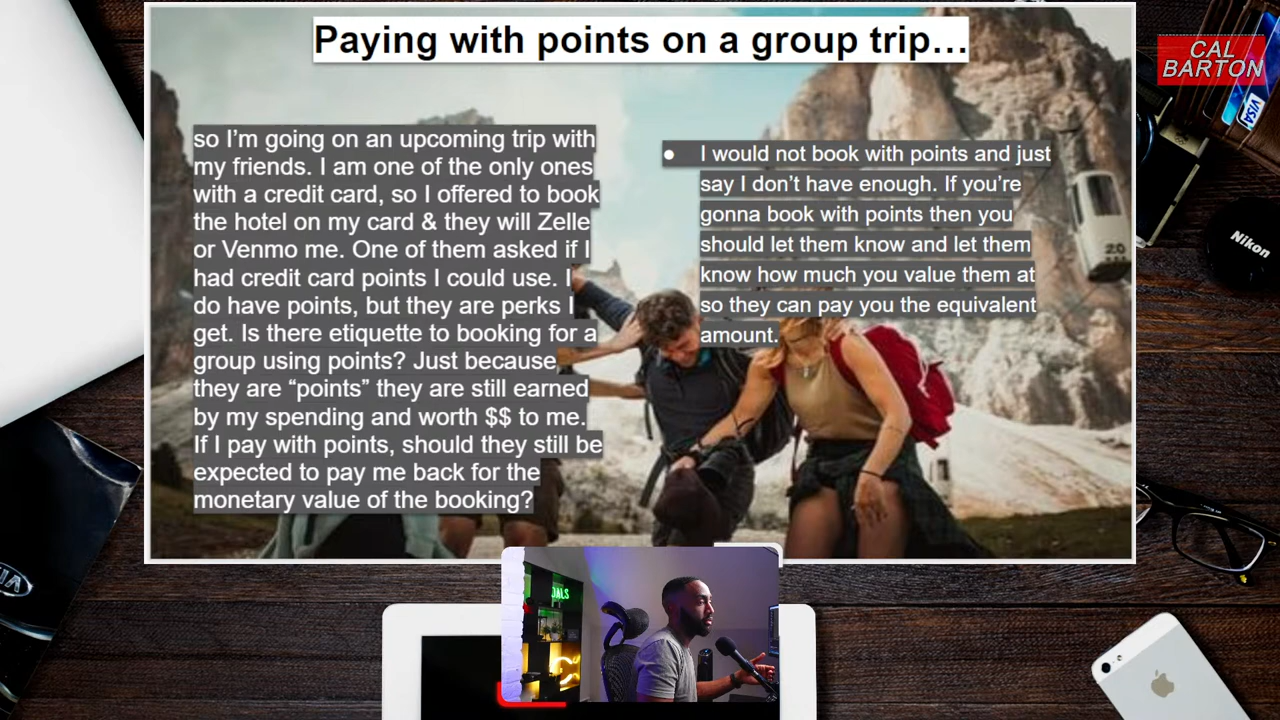 Paying with points on a group trip…
CAL
BARTON
so I’m going on an upcoming trip with
my friends. I am one of the only ones
with a credit card, so I offered to book
the hotel on my card & they will Zelle
or Venmo me. One of them asked if I
had credit card points I could use. I
do have points, but they are perks I
get. Is there etiquette to booking for a
group using points? Just because
they are “points” they are still earned
by my spending and worth $$ to me.
If I pay with points, should they still be
expected to pay me back for the
monetary value of the booking?
● I would not book with points and just
say I don’t have enough. If you’re
gonna book with points then you
should let them know and let them
know how much you value them at
so they can pay you the equivalent
amount.
VISA
20
Nikon